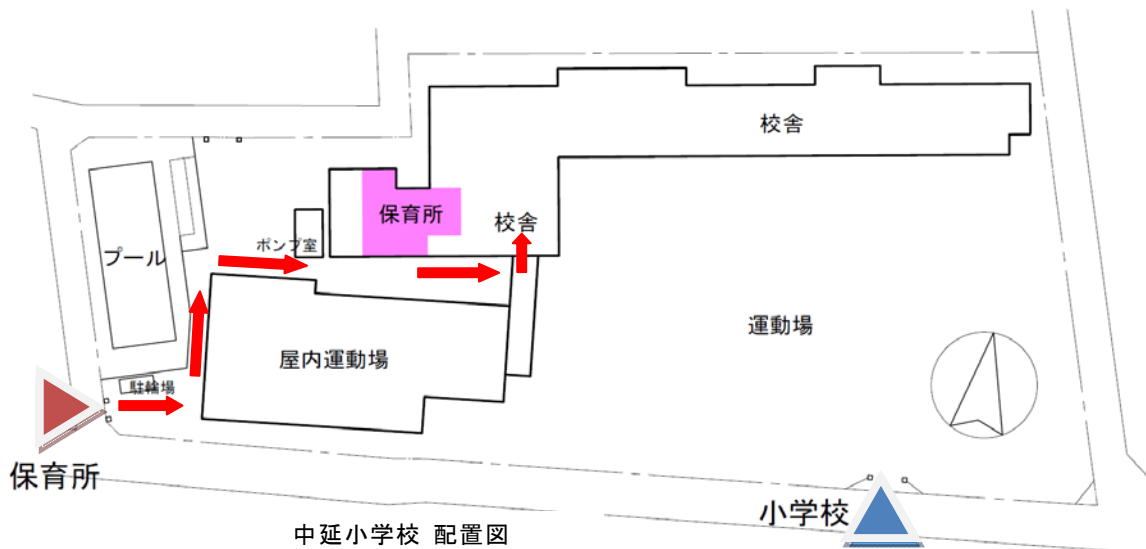 校舎
保育所
校舎
ポンプ室
プール
運動場
屋内運動場
駐輪場
保育所
小学校
中延小学校 配置図